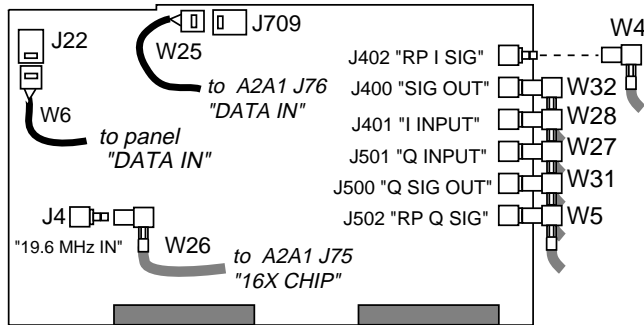 J22
W25
J709
W4
J402 "RP I SIG"
to A2A1 J76
"DATA IN"
J400 "SIG OUT"
W32
W6
J401 "I INPUT"
W28
to panel
"DATA IN"
J501 "Q INPUT"
W27
J500 "Q SIG OUT"
W31
J4
J502 "RP Q SIG"
W5
"19.6 MHz IN"
W26
to A2A1 J75
"16X CHIP"